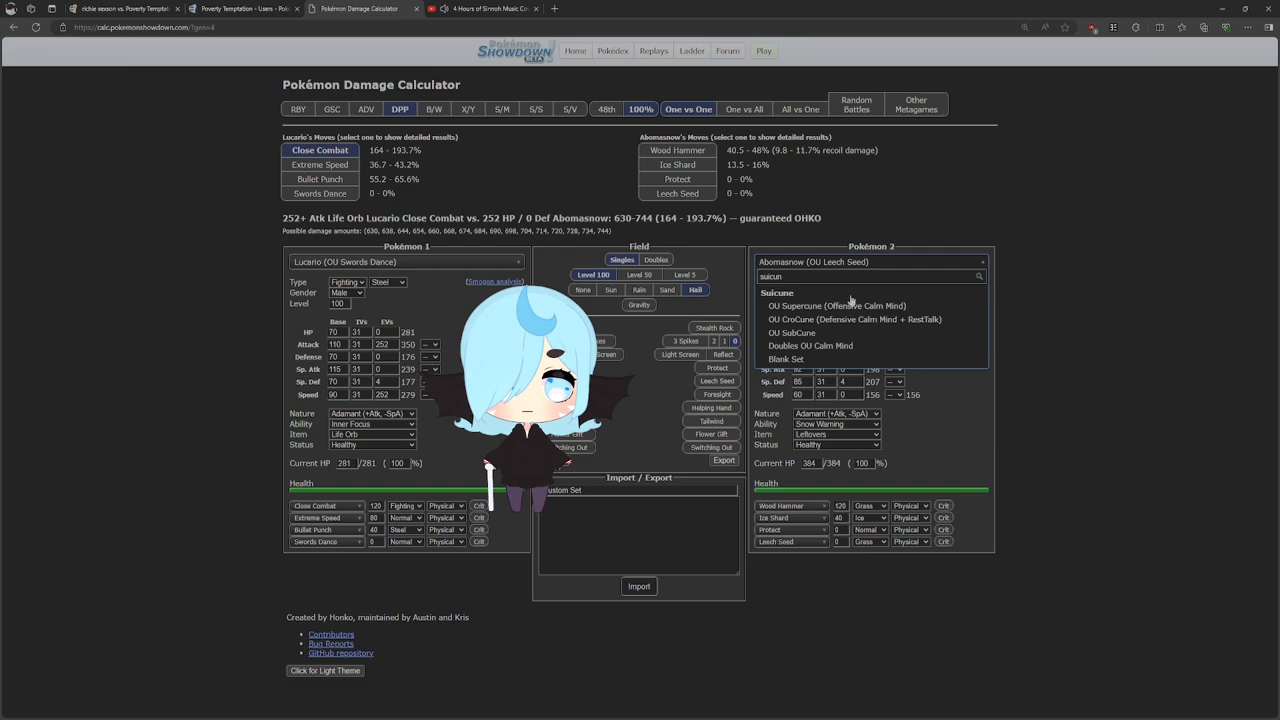 richie season vs. Poverty Temptation
Poverty Temptation - Users - Pok
Pokémon Damage Calculator
4 Hours of Sinnoh Music Co
https://calc.pokemonshowdown.com/?gen=4
Pokémon
SHOWDOWN
BETA
Home
Pokédex
Replays
Ladder
Forum
Play
Pokémon Damage Calculator
RBY GSC ADV DPP B/W X/Y S/M S/S S/V 48th 100% One vs One One vs All All vs One Random Battles Other Metagames
Lucario's Moves (select one to show detailed results)
Close Combat 164 - 193.7%
Extreme Speed 36.7 - 43.2%
Bullet Punch 55.2 - 65.6%
Swords Dance 0 - 0%
Abomasnow's Moves (select one to show detailed results)
Wood Hammer 40.5 - 48% (9.8 - 11.7% recoil damage)
Ice Shard 13.5 - 16%
Protect 0 - 0%
Leech Seed 0 - 0%
252+ Atk Life Orb Lucario Close Combat vs. 252 HP / 0 Def Abomasnow: 630-744 (164 - 193.7%) -- guaranteed OHKO
Possible damage amounts: (630, 638, 644, 654, 660, 668, 674, 684, 690, 698, 704, 714, 720, 728, 734, 744)
Pokémon 1
Lucario (OU Swords Dance)
Type Fighting Steel Smogon analysis
Gender Male
Level 100
Base IVs EVs
HP 70 31 0 281
Attack 110 31 252 350 --
Defense 70 31 0 176 --
Sp. Atk 115 31 0 239
Sp. Def 70 31 4 177
Speed 90 31 252 279
Nature Adamant (+Atk, -SpA)
Ability Inner Focus
Item Life Orb
Status Healthy
Current HP 281 /281 ( 100 %)
Health
Close Combat 120 Fighting Physical Crit
Extreme Speed 80 Normal Physical Crit
Bullet Punch 40 Steel Physical Crit
Swords Dance 0 Normal Physical Crit
Field
Singles Doubles
Level 100 Level 50 Level 5
None Sun Rain Sand Hail
Gravity
Stealth Rock
3 Spikes 2 1 0
Light Screen Reflect
Protect
Leech Seed
Foresight
Helping Hand
Tailwind
Flower Gift
Switching Out
Export
Import / Export
ustom Set
Import
Pokémon 2
Abomasnow (OU Leech Seed)
suicun
Suicune
OU Supercune (Offensive Calm Mind)
OU CroCune (Defensive Calm Mind + RestTalk)
OU SubCune
Doubles OU Calm Mind
Blank Set
Sp. Atk 92 31 0 198 --
Sp. Def 85 31 4 207 --
Speed 60 31 0 156 -- 156
Nature Adamant (+Atk, -SpA)
Ability Snow Warning
Item Leftovers
Status Healthy
Current HP 384 /384 ( 100 %)
Health
Wood Hammer 120 Grass Physical Crit
Ice Shard 40 Ice Physical Crit
Protect 0 Normal Physical Crit
Leech Seed 0 Grass Physical Crit
Created by Honko, maintained by Austin and Kris
Contributors
Bug Reports
GitHub repository
Click for Light Theme